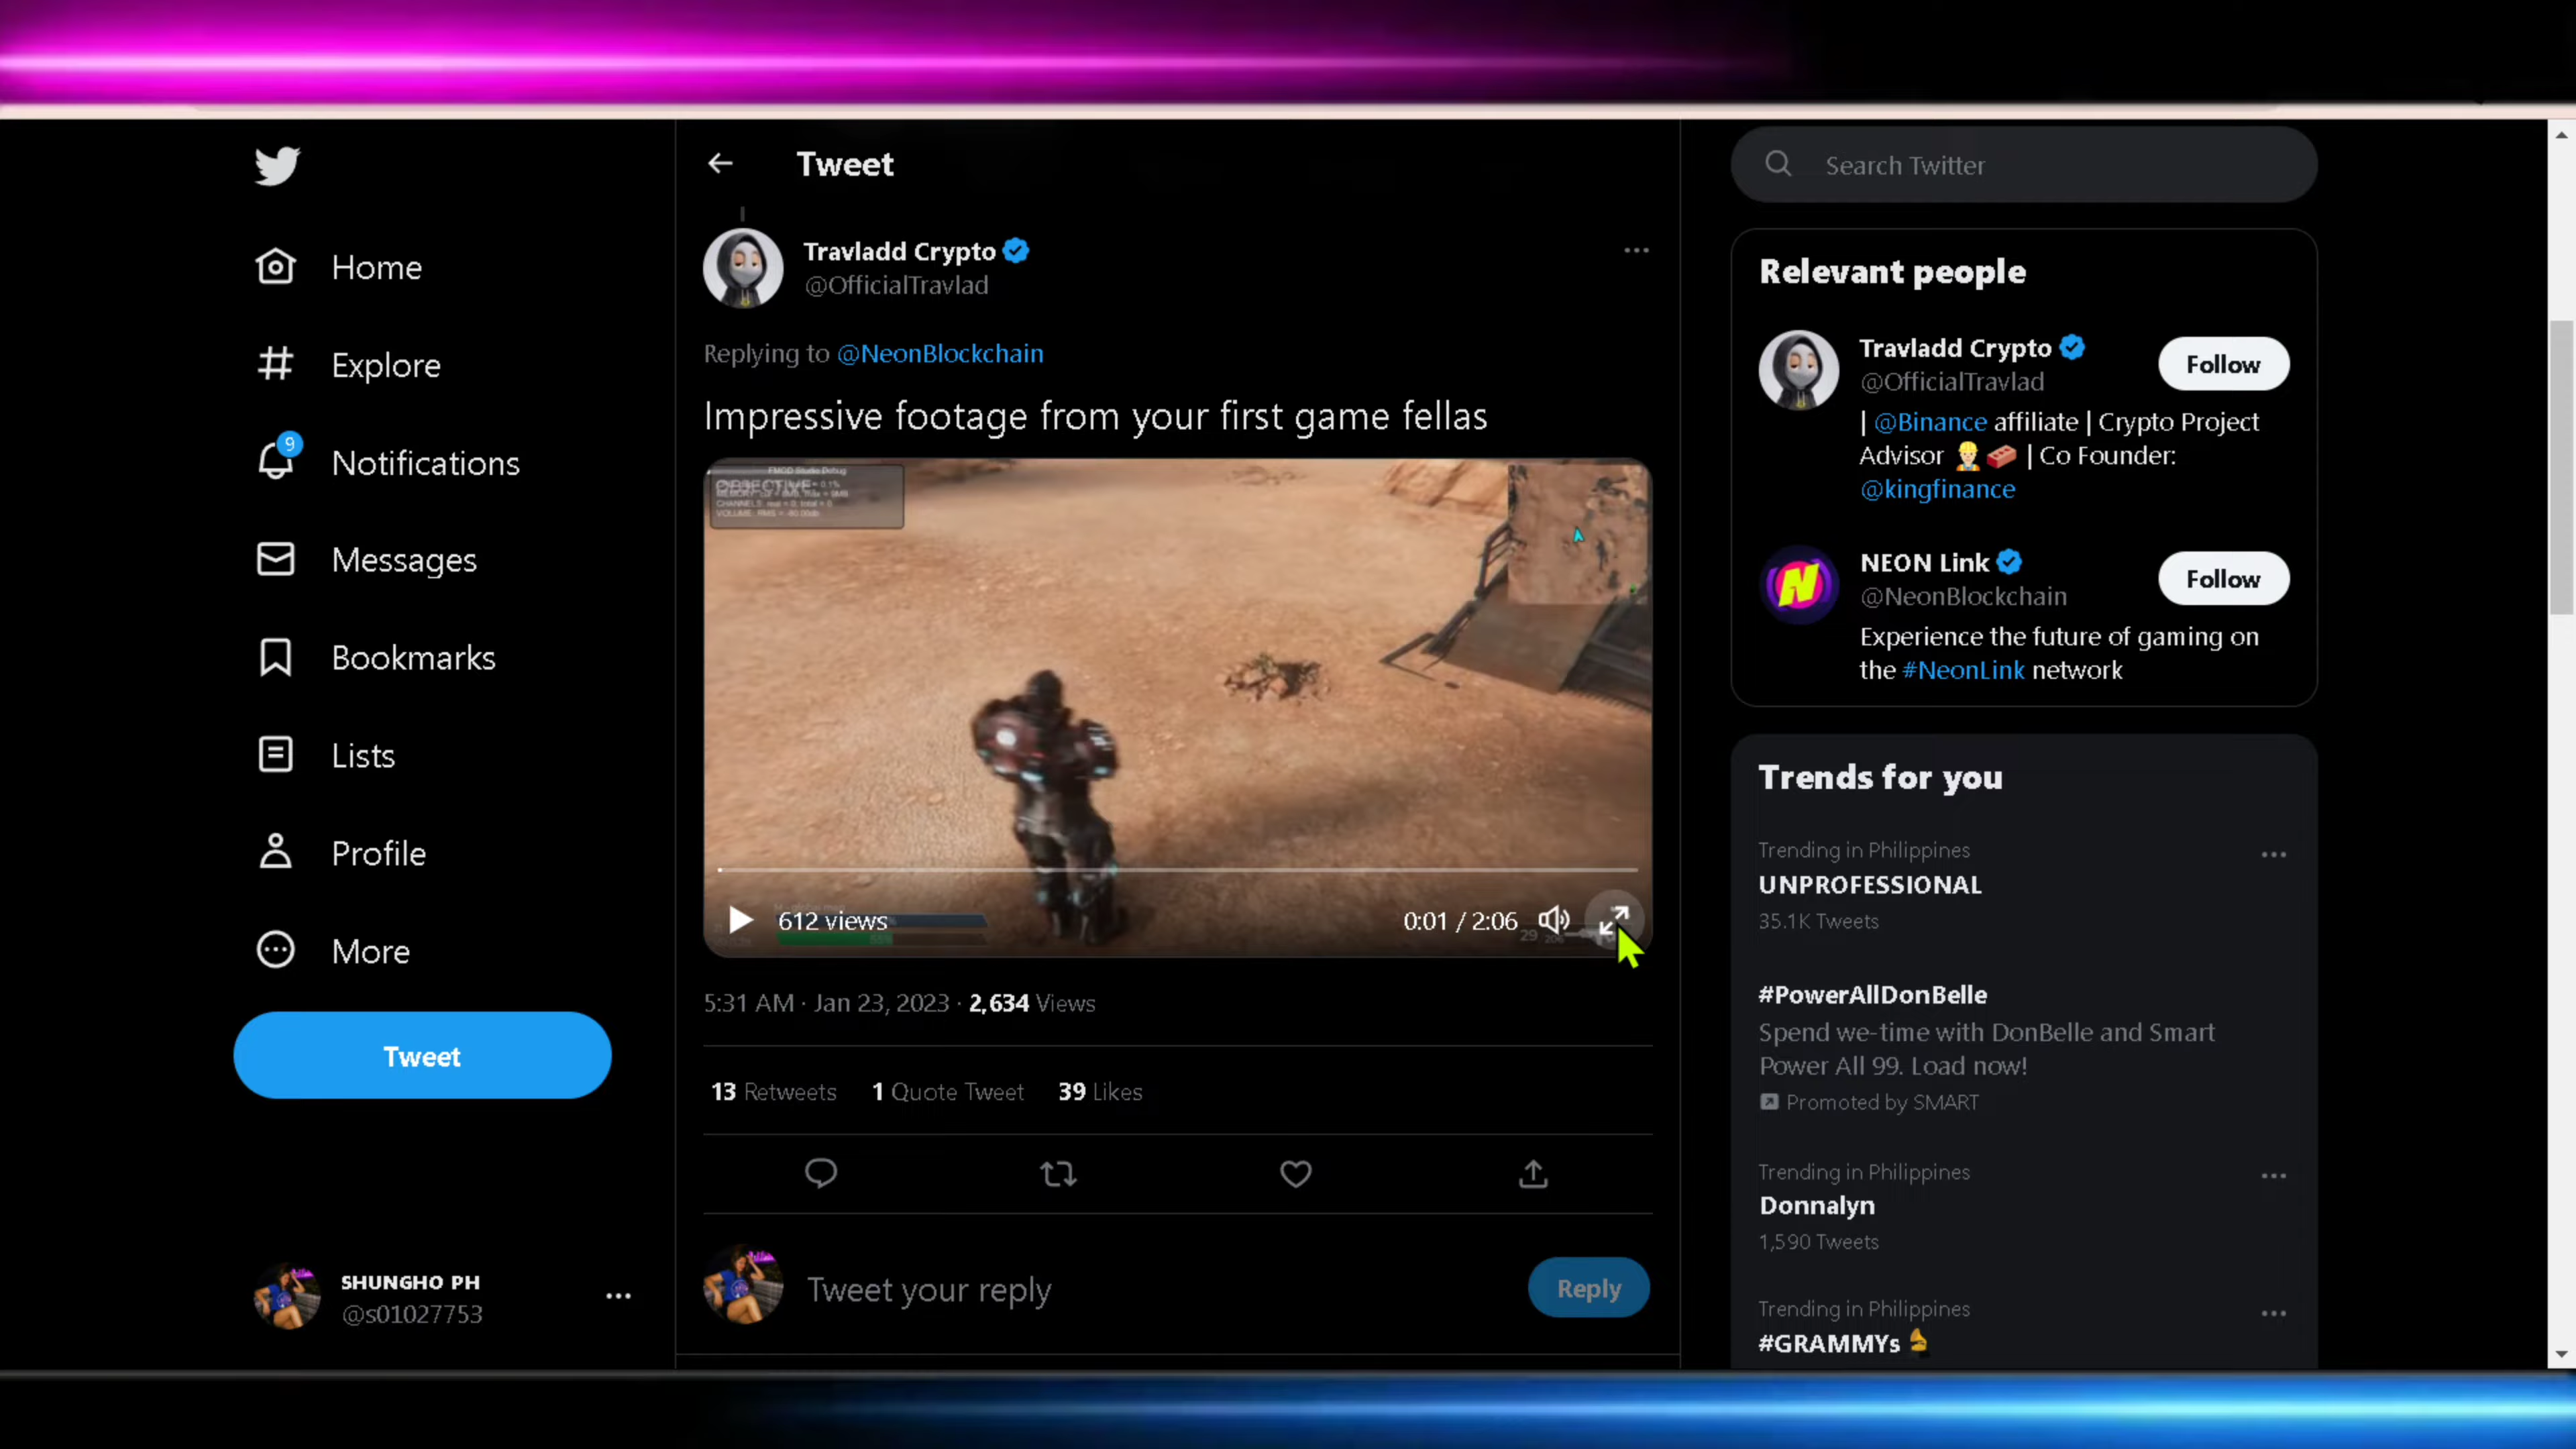 Home
Explore
9
Notifications
Messages
Bookmarks
Lists
Profile
More
Tweet
SHUNGHO PH
@s01027753
Tweet
Travladd Crypto
@OfficialTravlad
Replying to @NeonBlockchain
Impressive footage from your first game fellas
FMOD Studio Debug
OBJECTIVE
612 views
0:01 / 2:06
29
5:31 AM · Jan 23, 2023 · 2,634 Views
13 Retweets 1 Quote Tweet 39 Likes
Tweet your reply
Reply
Search Twitter
Relevant people
Travladd Crypto
@OfficialTravlad
Follow
| @Binance affiliate | Crypto Project
Advisor 👷🏼🧱 | Co Founder:
@kingfinance
NEON Link
@NeonBlockchain
Follow
Experience the future of gaming on
the #NeonLink network
Trends for you
Trending in Philippines
UNPROFESSIONAL
35.1K Tweets
#PowerAllDonBelle
Spend we-time with DonBelle and Smart
Power All 99. Load now!
Promoted by SMART
Trending in Philippines
Donnalyn
1,590 Tweets
Trending in Philippines
#GRAMMYs